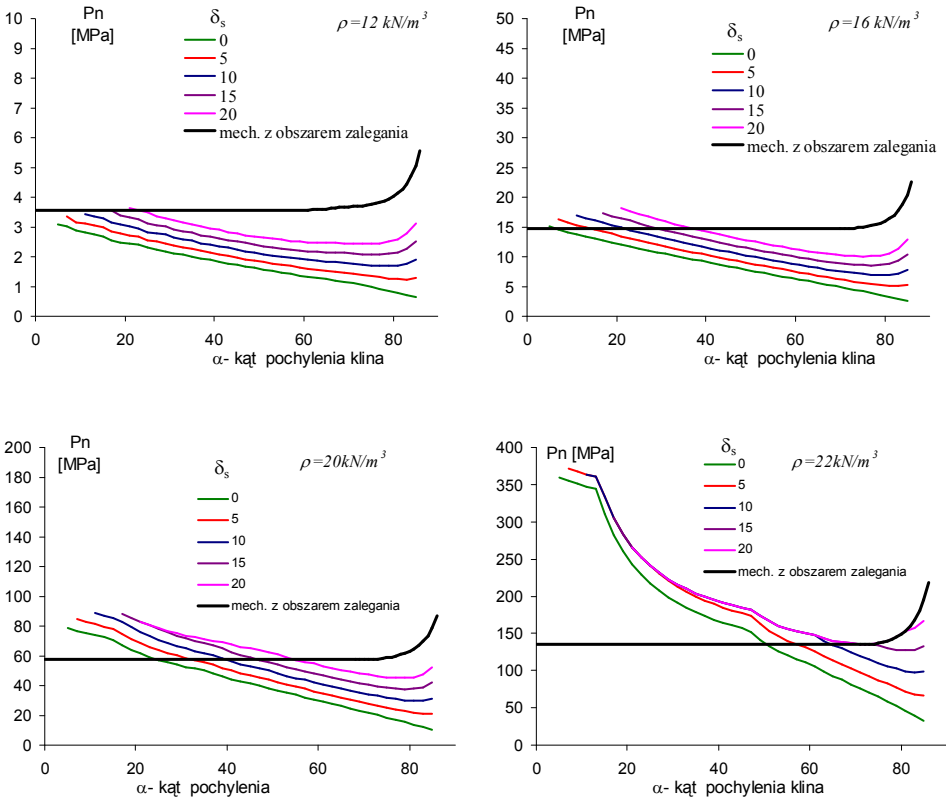 Pn
[MPa]
δs
ρ=12 kN/m³
0
5
10
15
20
mech. z obszarem zalegania
10
9
8
7
6
5
4
3
2
1
0
0 20 40 60 80
α- kąt pochylenia klina
Pn
[MPa]
δs
ρ=16 kN/m³
0
5
10
15
20
mech. z obszarem zalegania
50
45
40
35
30
25
20
15
10
5
0
0 20 40 60 80
α- kąt pochylenia klina
Pn
[MPa]
δs
ρ=20kN/m³
0
5
10
15
20
mech. z obszarem zalegania
200
180
160
140
120
100
80
60
40
20
0
0 20 40 60 80
α- kąt pochylenia
Pn [MPa]
δs
ρ=22kN/m³
0
5
10
15
20
mech. z obszarem zalegania
400
350
300
250
200
150
100
50
0
0 20 40 60 80
α- kąt pochylenia klina